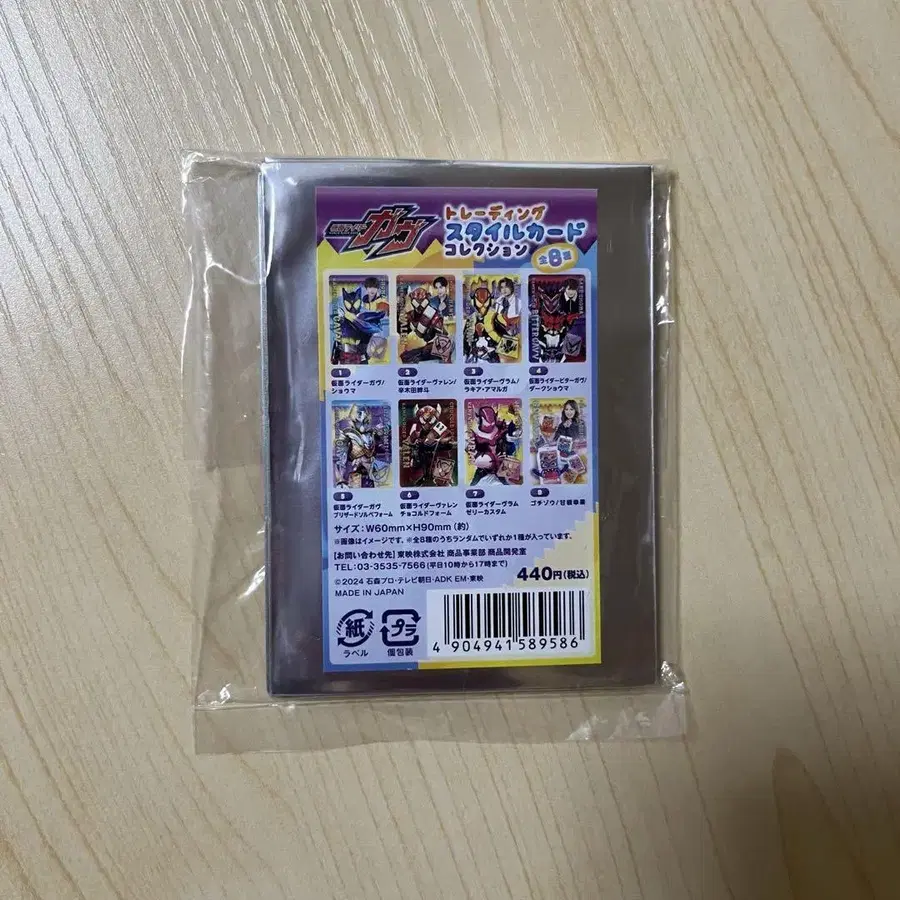 仮面ライダー
ガヴ
トレーディング
スタイルカード
コレクション
全8種
1
仮面ライダーガヴ/
ショウマ
2
仮面ライダーヴァレン/
辛木田絆斗
3
仮面ライダーヴラム/
ラキア・アマルガ
4
仮面ライダービターガヴ/
ダークショウマ
5
仮面ライダーガヴ
ブリザードソルベフォーム
6
仮面ライダーヴァレン
チョコルドフォーム
7
仮面ライダーヴラム
ゼリーカスタム
8
ゴチゾウ/甘根幸果
サイズ:W60mm×H90mm(約)
※画像はイメージです。※全8種のうちランダムでいずれか1種が入っています。
【お問い合わせ先】東映株式会社 商品事業部 商品開発室
TEL:03-3535-7566(平日10時から17時まで)
440円(税込)
©2024 石森プロ・テレビ朝日・ADK EM・東映
MADE IN JAPAN
紙
ラベル
プラ
個包装
4 904941 589586